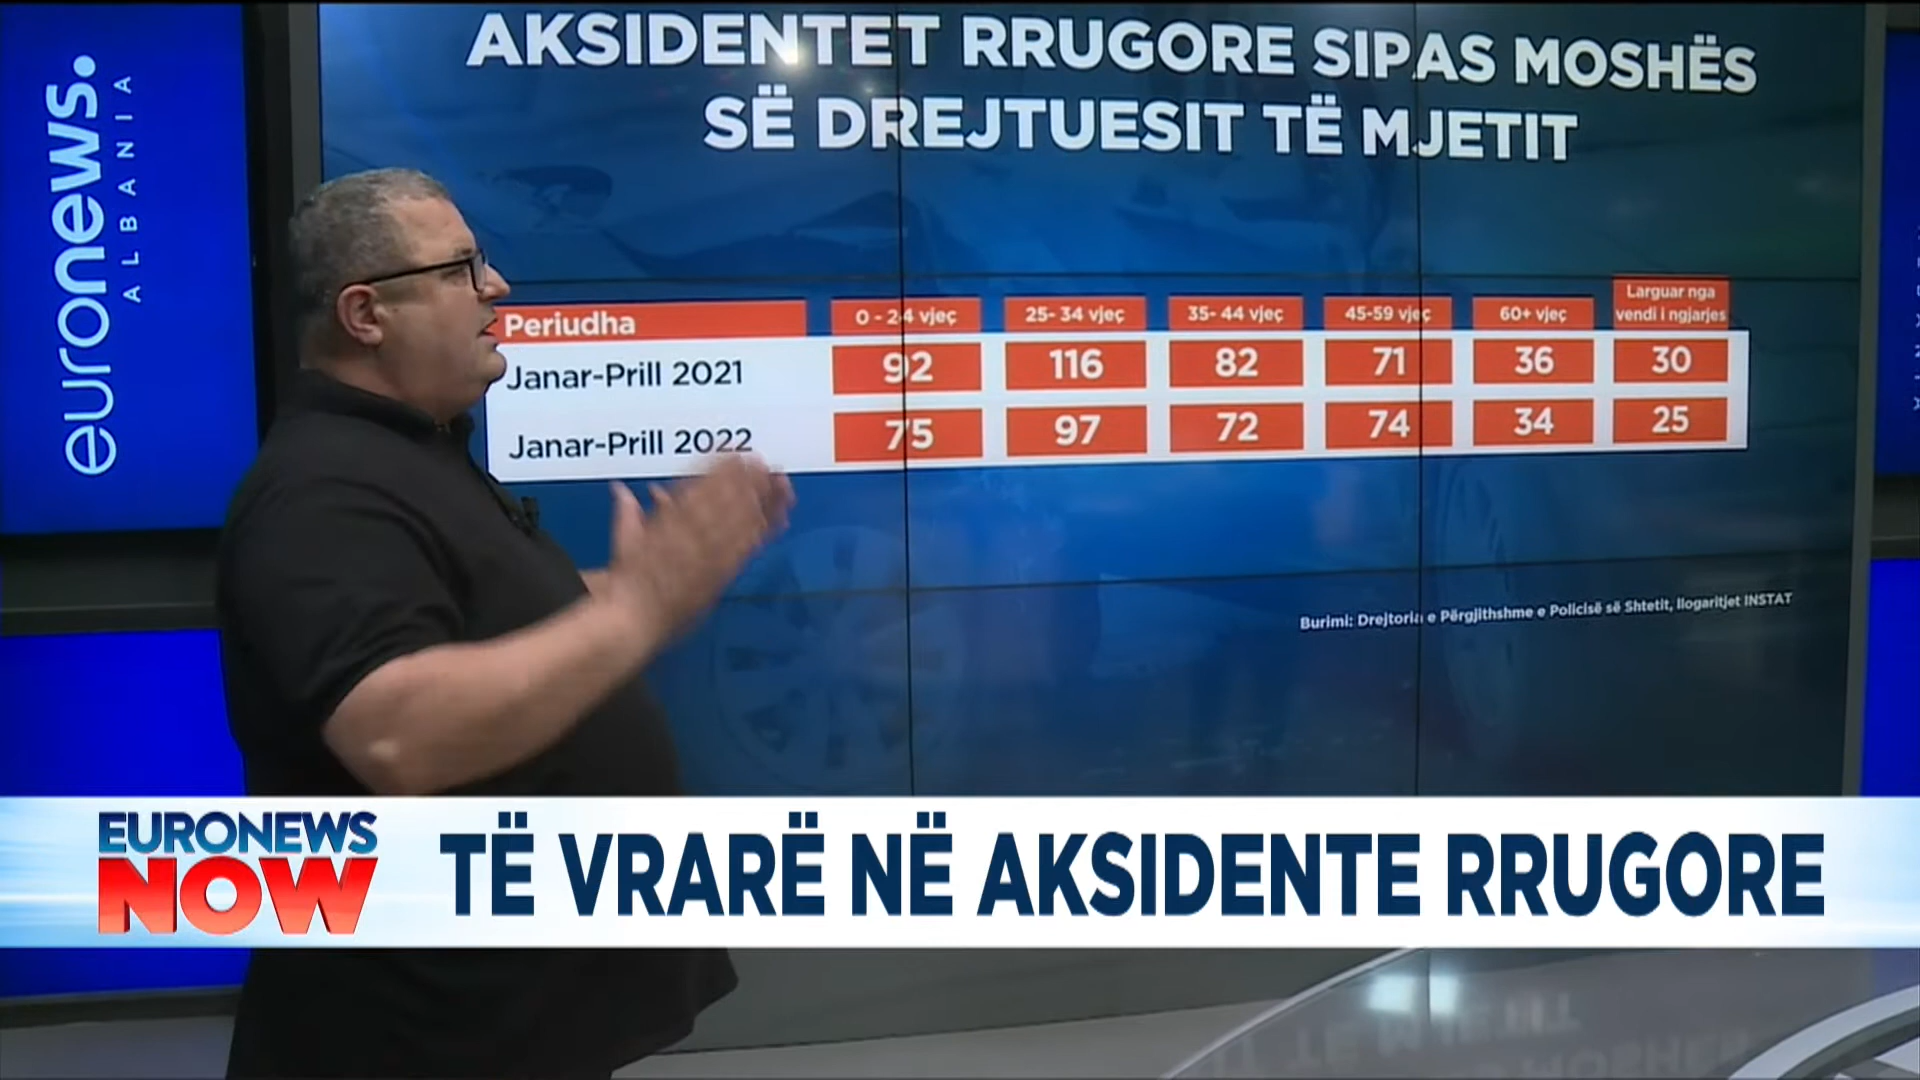 euronews.
ALBANIA
AKSIDENTET RRUGORE SIPAS MOSHËS
SË DREJTUESIT TË MJETIT
Periudha 0 - 24 vjeç 25- 34 vjeç 35- 44 vjeç 45-59 vjeç 60+ vjeç Larguar nga
vendi i ngjarjes
Janar-Prill 2021 92 116 82 71 36 30
Janar-Prill 2022 75 97 72 74 34 25
Burimi: Drejtoria e Përgjithshme e Policisë së Shtetit, llogaritjet INSTAT
EURONEWS
NOW
TË VRARË NË AKSIDENTE RRUGORE